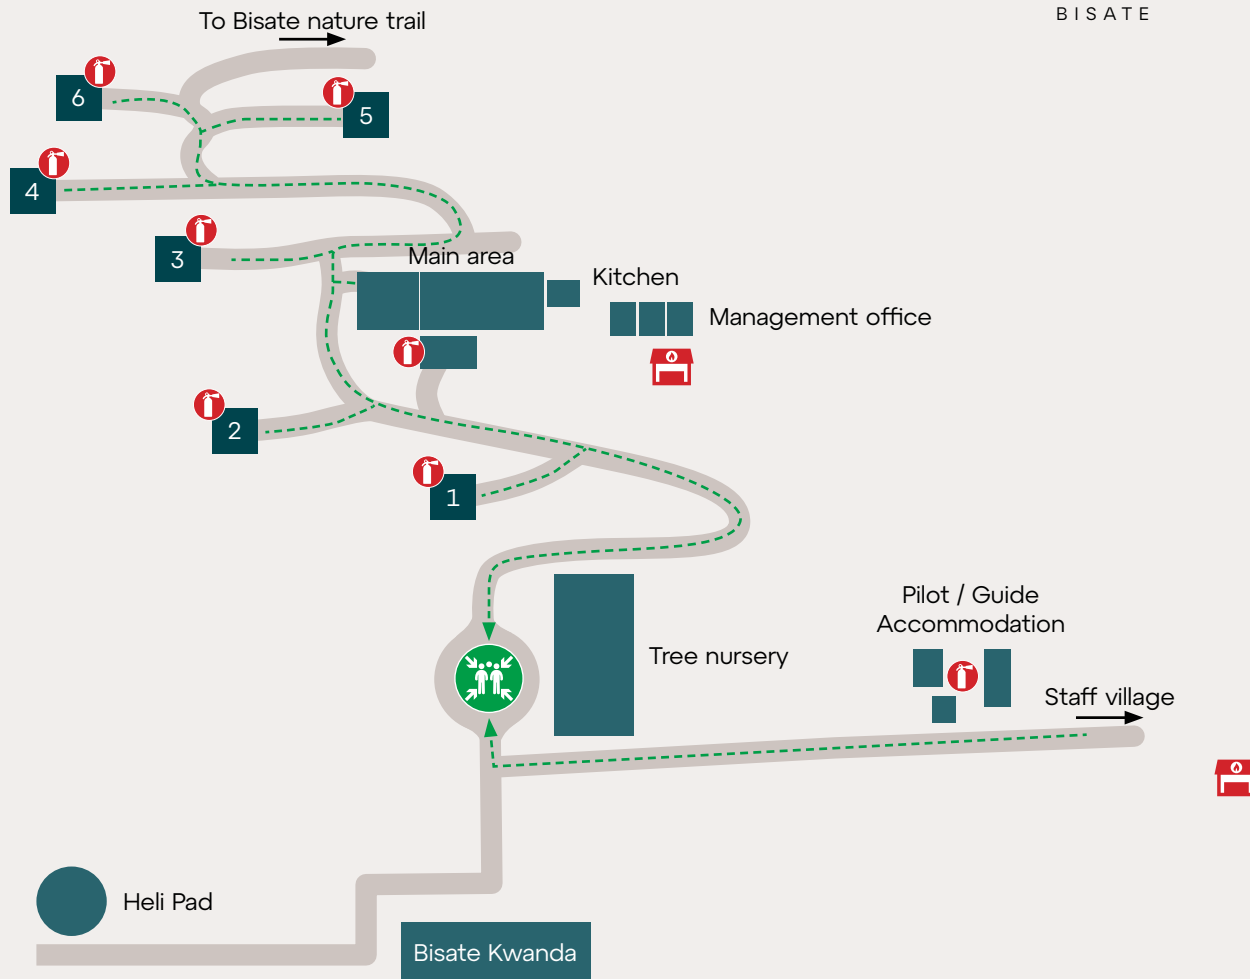 BISATE
To Bisate nature trail
6
5
4
3
Main area
Kitchen
Management office
2
1
Pilot / Guide
Accommodation
Tree nursery
Staff village
Heli Pad
Bisate Kwanda